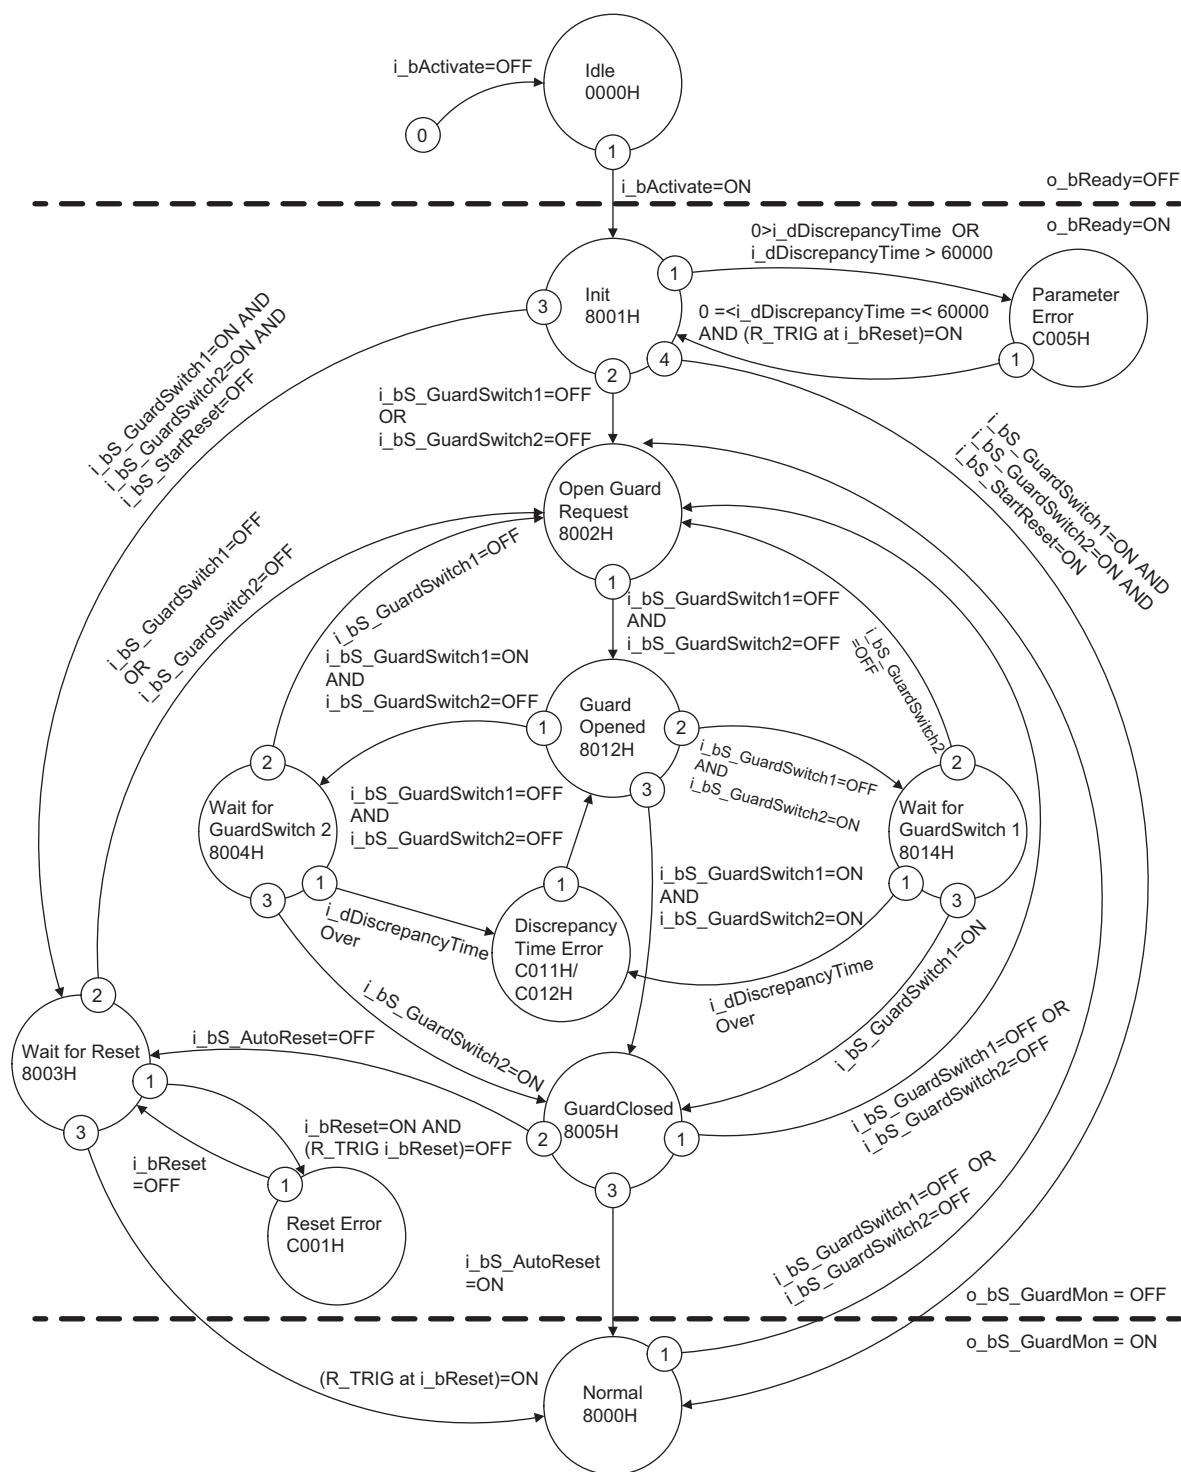 i_bActivate=OFF
Idle
0000H
0
1
i_bActivate=ON
o_bReady=OFF
o_bReady=ON
0>i_dDiscrepancyTime OR
i_dDiscrepancyTime > 60000
1
3
Init
8001H
Parameter
Error
C005H
0 =<i_dDiscrepancyTime =< 60000
AND (R_TRIG at i_bReset)=ON
4
1
2
i_bS_GuardSwitch1=ON AND
i_bS_GuardSwitch2=ON AND
i_bS_StartReset=OFF
i_bS_GuardSwitch1=OFF
OR
i_bS_GuardSwitch2=OFF
i_bS_GuardSwitch1=ON AND
i_bS_GuardSwitch2=ON AND
i_bS_StartReset=ON
Open Guard
Request
8002H
1
i_bS_GuardSwitch1=OFF
OR
i_bS_GuardSwitch2=OFF
i_bS_GuardSwitch1=OFF
i_bS_GuardSwitch1=OFF
AND
i_bS_GuardSwitch2=OFF
i_bS_GuardSwitch2
=OFF
i_bS_GuardSwitch1=ON
AND
i_bS_GuardSwitch2=OFF
1
Guard
Opened
8012H
2
3
i_bS_GuardSwitch1=OFF
AND
i_bS_GuardSwitch2=ON
2
Wait for
GuardSwitch 2
8004H
1
3
i_bS_GuardSwitch1=OFF
AND
i_bS_GuardSwitch2=OFF
2
Wait for
GuardSwitch 1
8014H
1
3
i_bS_GuardSwitch1=ON
AND
i_bS_GuardSwitch2=ON
1
Discrepancy
Time Error
C011H/
C012H
i_dDiscrepancyTime
Over
i_dDiscrepancyTime
Over
i_bS_GuardSwitch1=ON
i_bS_GuardSwitch2=ON
i_bS_AutoReset=OFF
2
Wait for Reset
8003H
1
3
GuardClosed
8005H
2
1
3
i_bS_GuardSwitch1=OFF OR
i_bS_GuardSwitch2=OFF
i_bReset=ON AND
(R_TRIG i_bReset)=OFF
i_bReset
=OFF
1
Reset Error
C001H
i_bS_AutoReset
=ON
i_bS_GuardSwitch1=OFF OR
i_bS_GuardSwitch2=OFF
o_bS_GuardMon = OFF
o_bS_GuardMon = ON
1
(R_TRIG at i_bReset)=ON
Normal
8000H